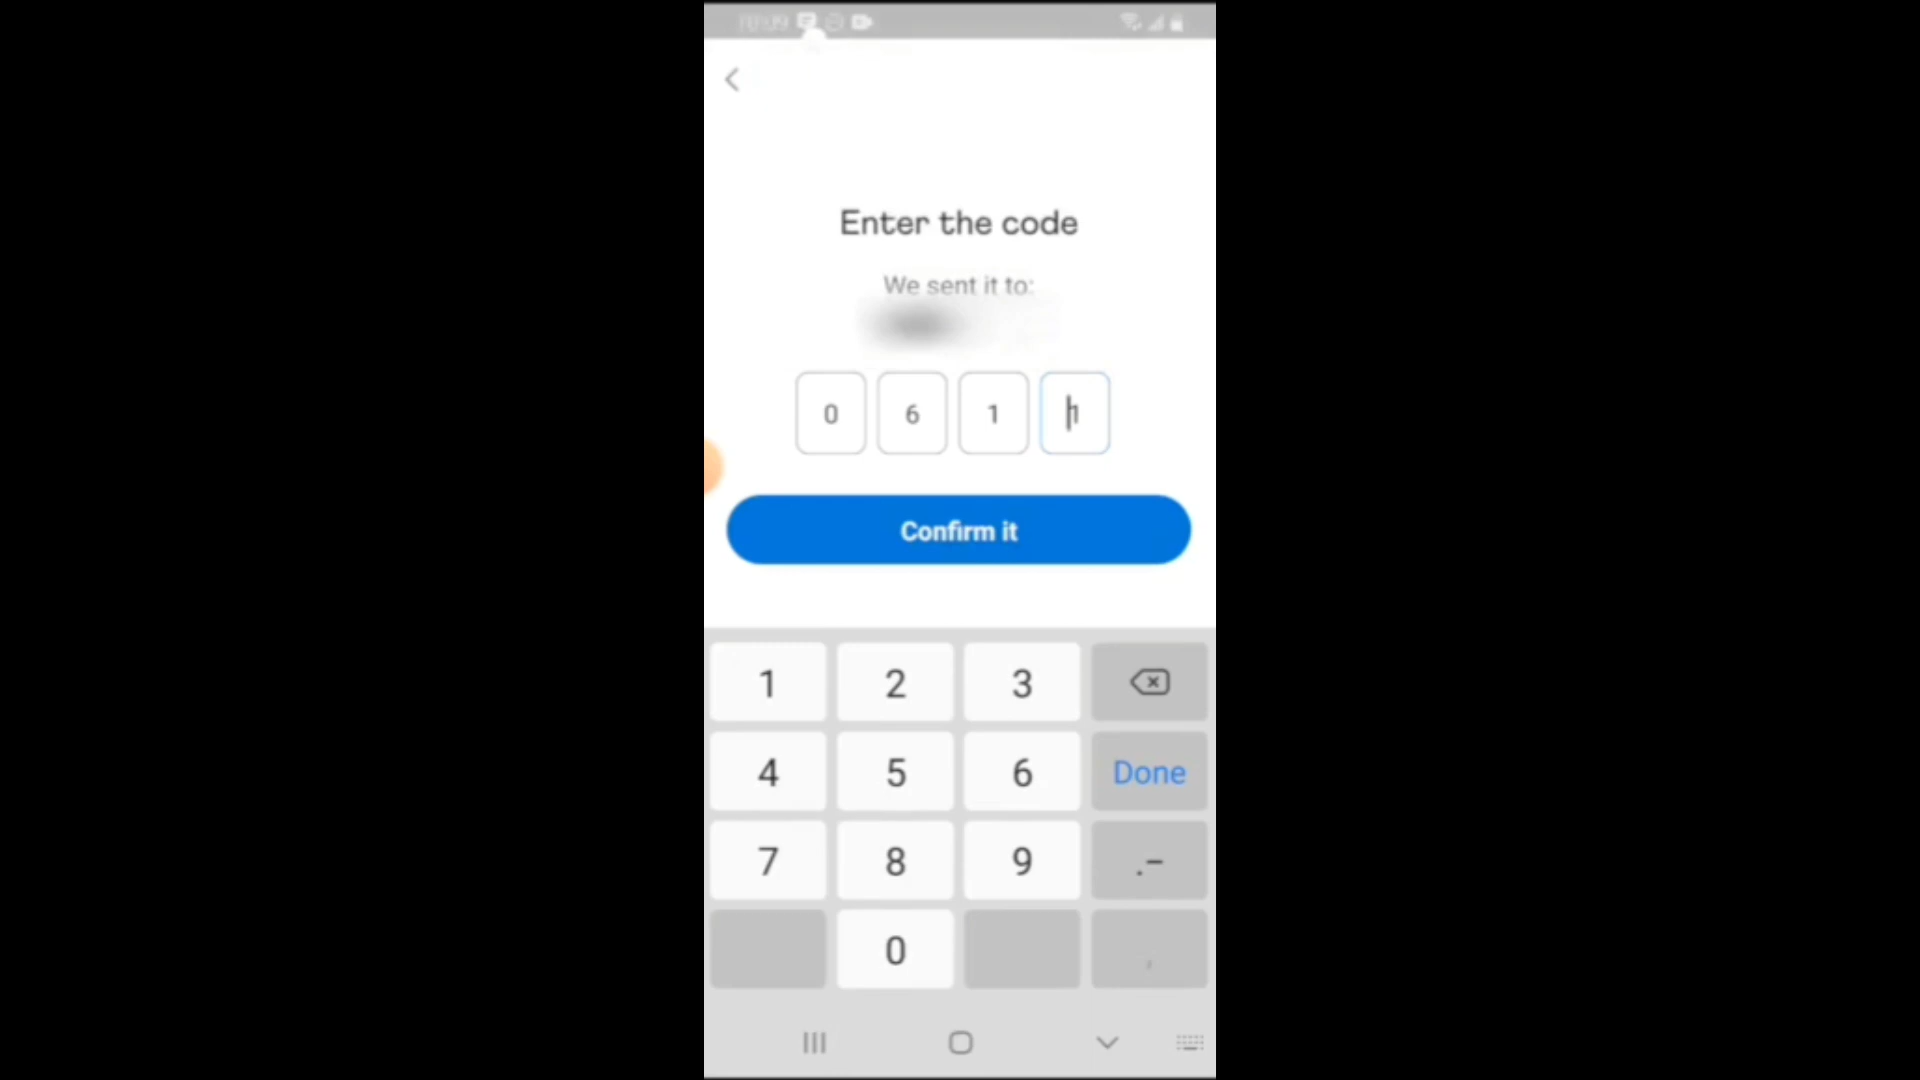 Enter the code
We sent it to:
0 6 1 1
Confirm it
1 2 3
4 5 6 Done
7 8 9 .-
0 ,